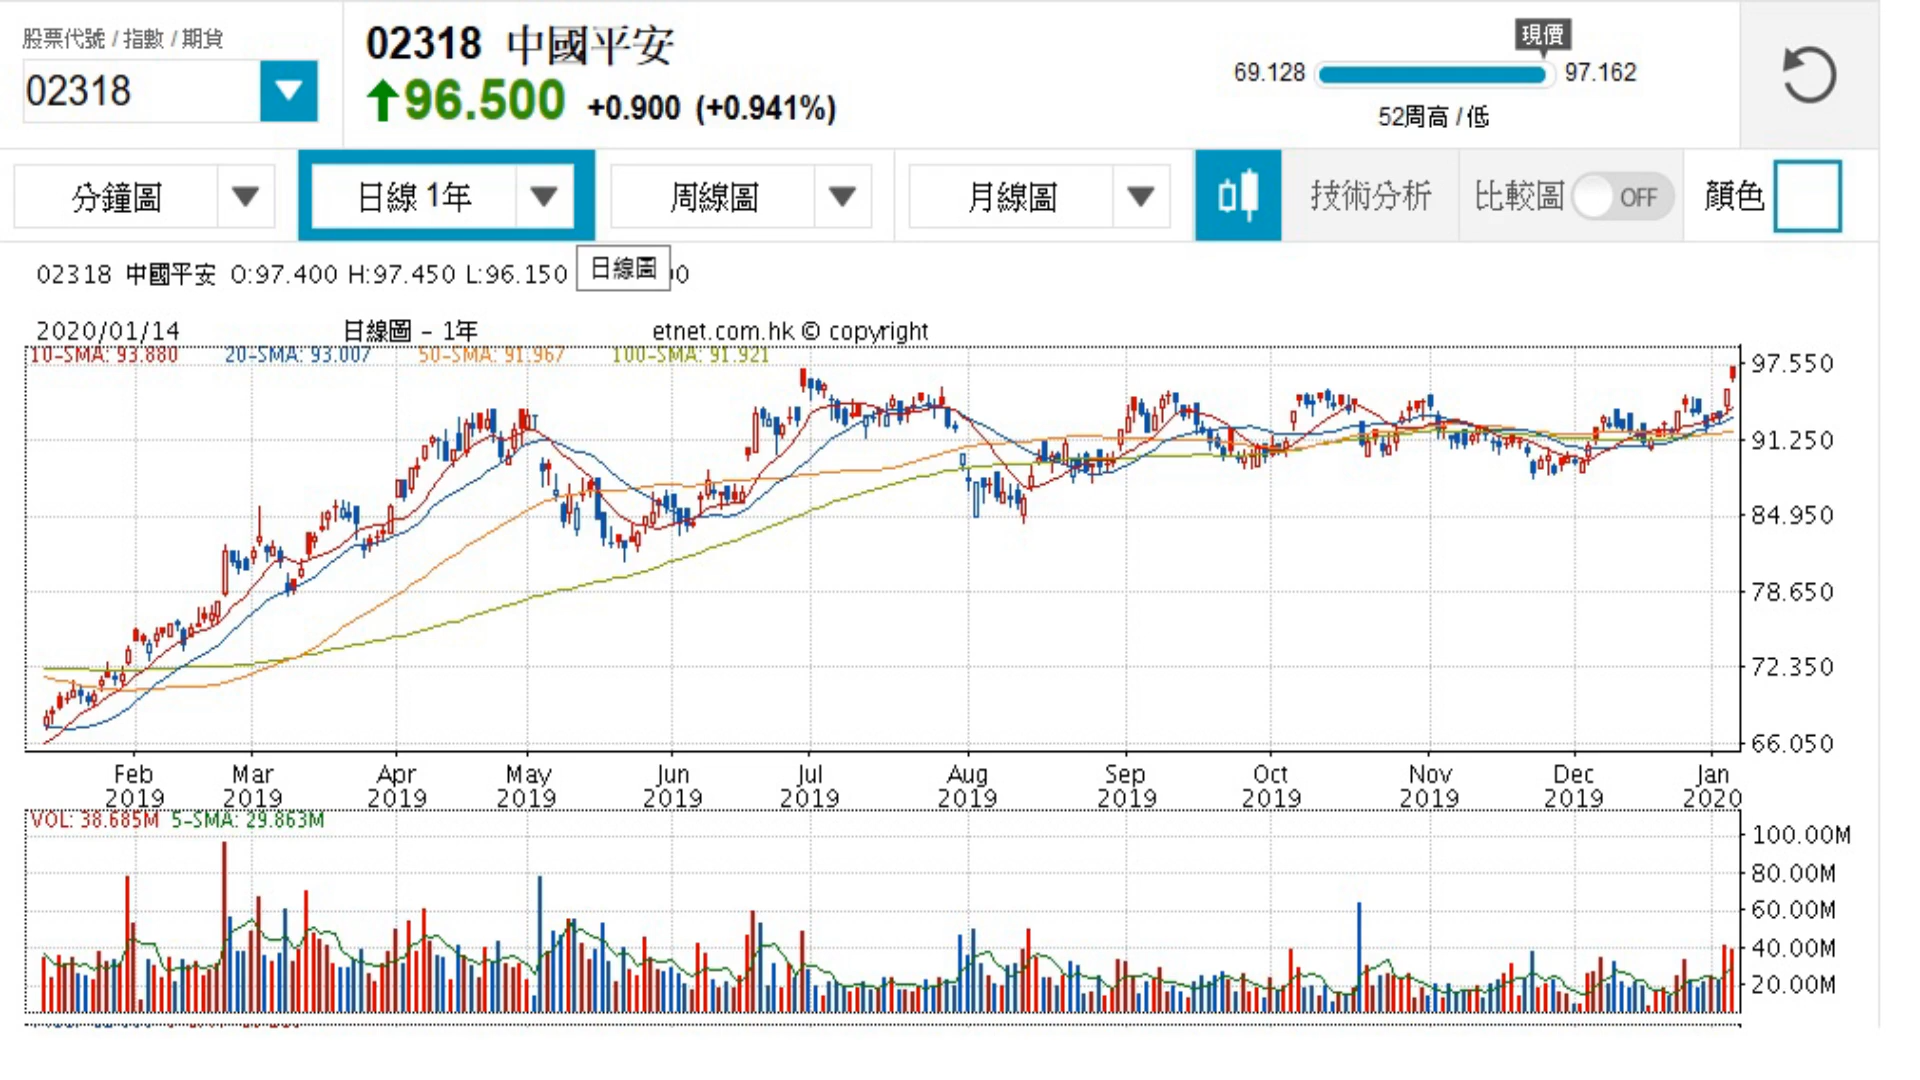 股票代號 / 指數 / 期貨
02318
02318 中國平安
96.500 +0.900 (+0.941%)
現價
69.128 97.162
52周高 / 低
分鐘圖 日線 1年 周線圖 月線圖 技術分析 比較圖 OFF 顏色
02318 中國平安 O:97.400 H:97.450 L:96.150
日線圖
2020/01/14 日線圖 - 1年 etnet.com.hk © copyright
10-SMA: 93.880 20-SMA: 93.007 50-SMA: 91.967 100-SMA: 91.921
97.550
91.250
84.950
78.650
72.350
66.050
Feb Mar Apr May Jun Jul Aug Sep Oct Nov Dec Jan
2019 2019 2019 2019 2019 2019 2019 2019 2019 2019 2019 2020
VOL: 38.685M 5-SMA: 29.863M
100.00M
80.00M
60.00M
40.00M
20.00M